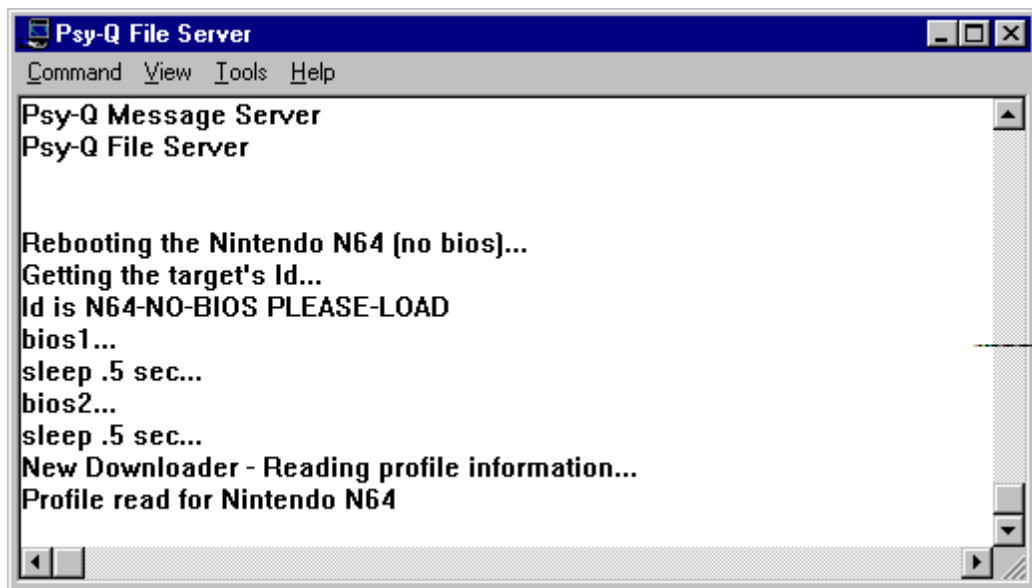 Psy-Q File Server
Command View Tools Help
Psy-Q Message Server
Psy-Q File Server
Rebooting the Nintendo N64 (no bios)...
Getting the target's Id...
Id is N64-NO-BIOS PLEASE-LOAD
bios1...
sleep .5 sec...
bios2...
sleep .5 sec...
New Downloader - Reading profile information...
Profile read for Nintendo N64